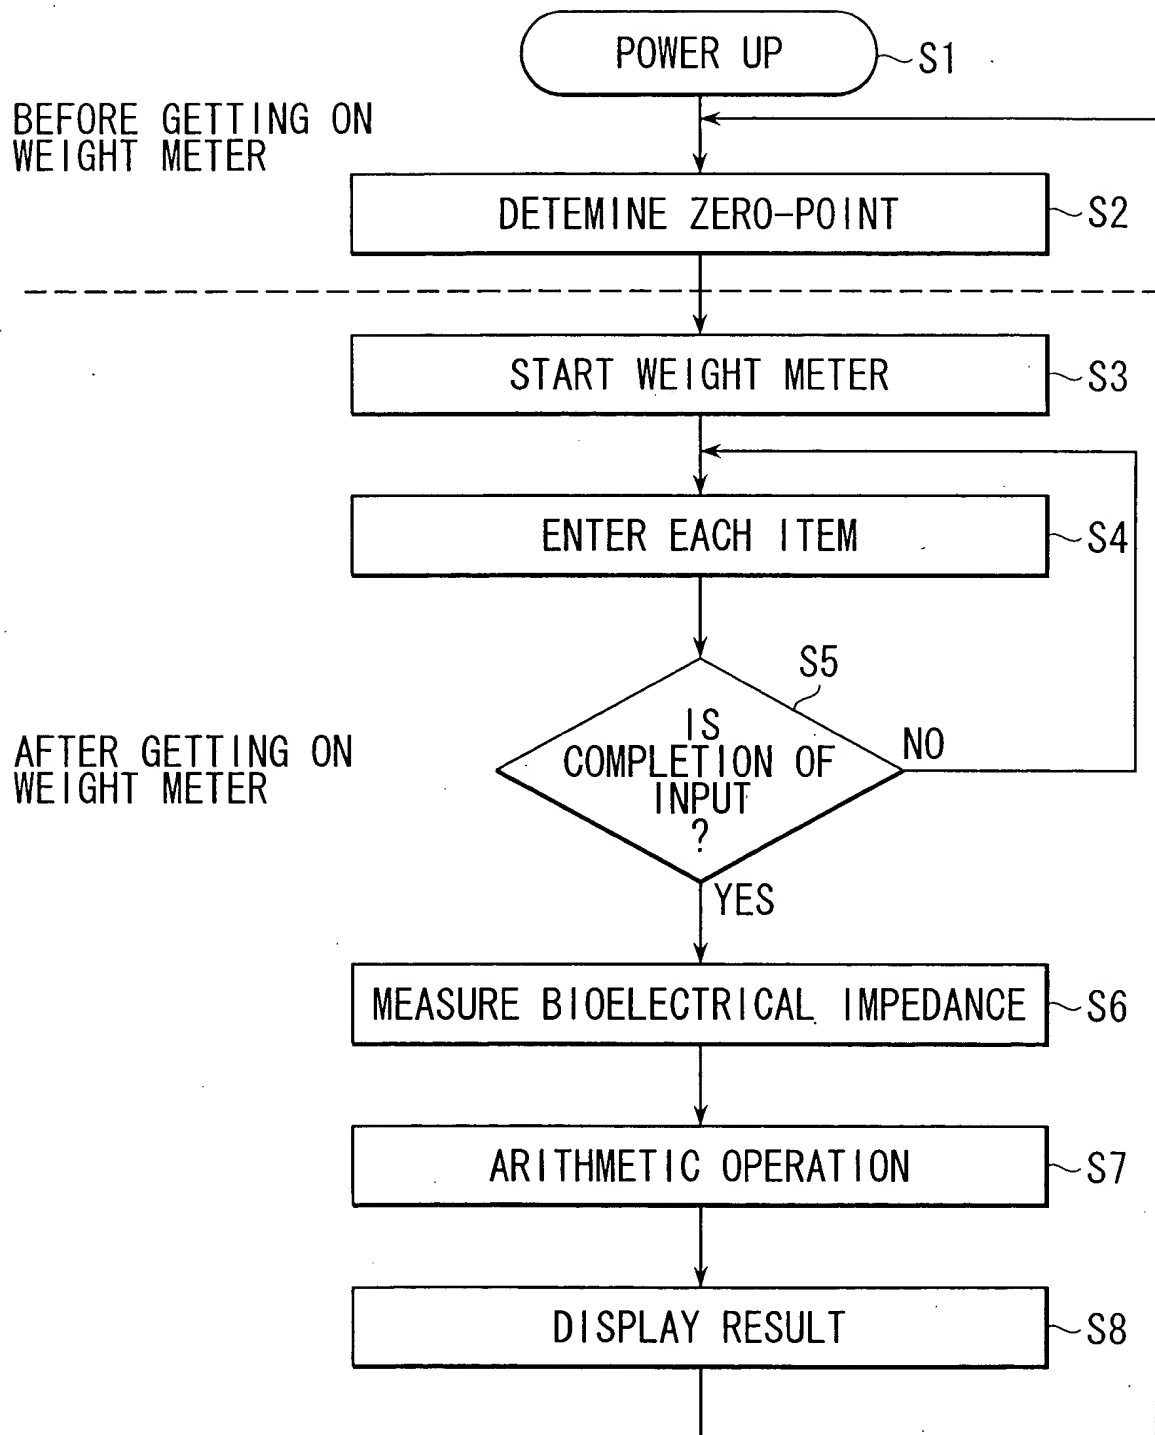 POWER UP
S1
BEFORE GETTING ON
WEIGHT METER
DETEMINE ZERO-POINT
S2
START WEIGHT METER
S3
ENTER EACH ITEM
S4
S5
IS
COMPLETION OF
INPUT
?
NO
AFTER GETTING ON
WEIGHT METER
YES
MEASURE BIOELECTRICAL IMPEDANCE
S6
ARITHMETIC OPERATION
S7
DISPLAY RESULT
S8